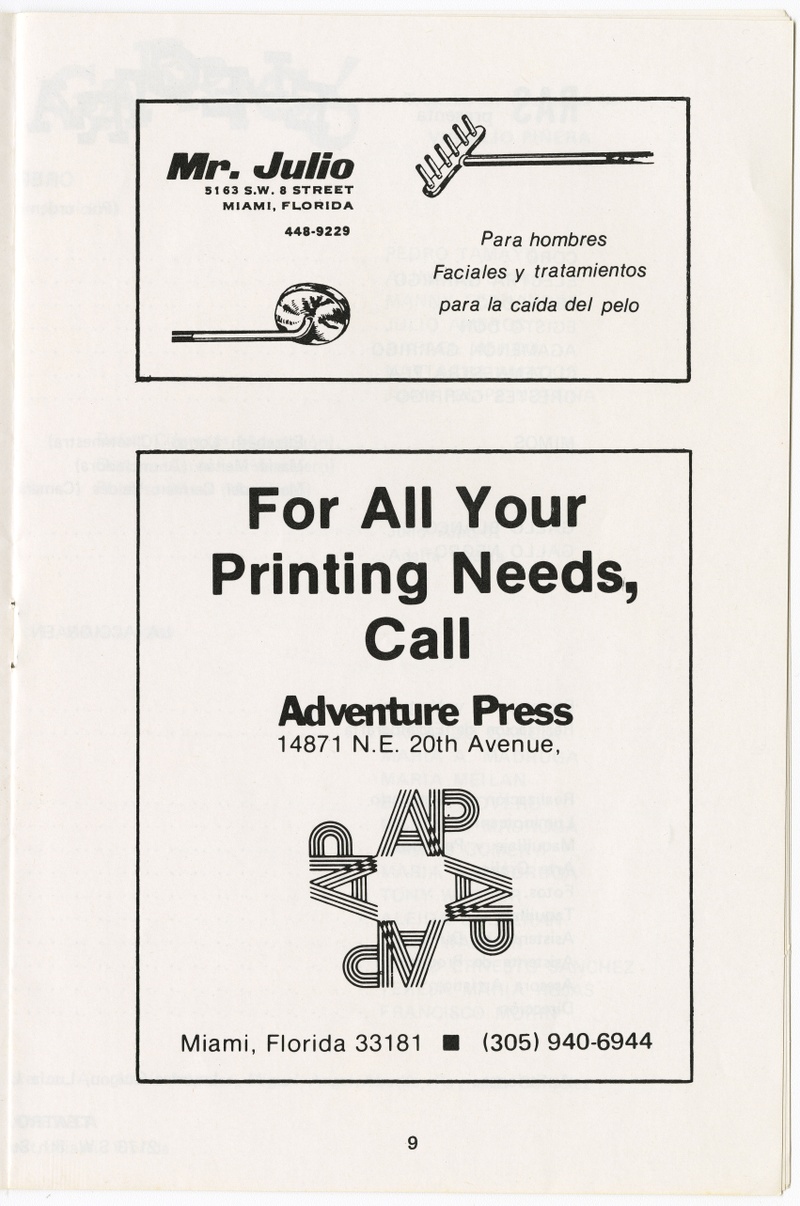 Mr. Julio
5163 S.W. 8 STREET
MIAMI, FLORIDA
448-9229
Para hombres
Faciales y tratamientos
para la caída del pelo
For All Your
Printing Needs,
Call
Adventure Press
14871 N.E. 20th Avenue,
AP
AP
AP
AP
Miami, Florida 33181 ■ (305) 940-6944
9